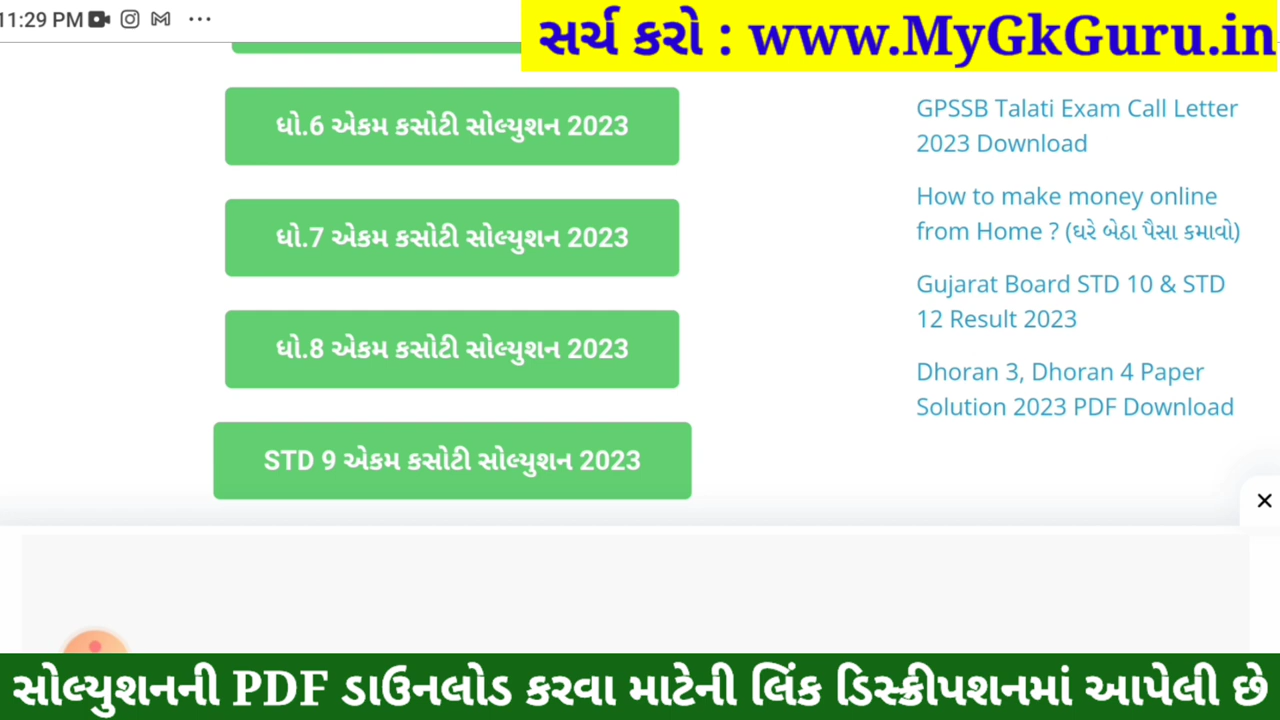 11:29 PM
સર્ચ કરો : www.MyGkGuru.in
ધો.6 એકમ કસોટી સોલ્યુશન 2023
ધો.7 એકમ કસોટી સોલ્યુશન 2023
ધો.8 એકમ કસોટી સોલ્યુશન 2023
STD 9 એકમ કસોટી સોલ્યુશન 2023
GPSSB Talati Exam Call Letter
2023 Download
How to make money online
from Home ? (ઘરે બેઠા પૈસા કમાવો)
Gujarat Board STD 10 & STD
12 Result 2023
Dhoran 3, Dhoran 4 Paper
Solution 2023 PDF Download
સોલ્યુશનની PDF ડાઉનલોડ કરવા માટેની લિંક ડિસ્ક્રીપશનમાં આપેલી છે